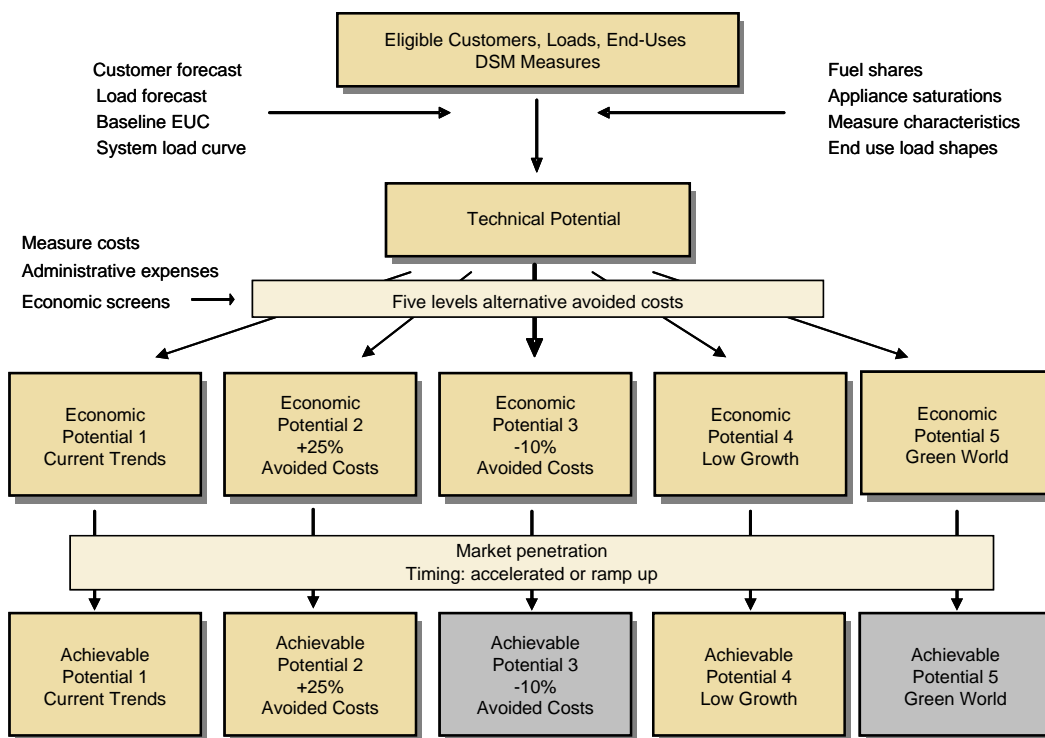 Eligible Customers, Loads, End-Uses
DSM Measures
Customer forecast
Load forecast
Baseline EUC
System load curve
Fuel shares
Appliance saturations
Measure characteristics
End use load shapes
Technical Potential
Measure costs
Administrative expenses
Economic screens
Five levels alternative avoided costs
Economic
Potential 1
Current Trends
Economic
Potential 2
+25%
Avoided Costs
Economic
Potential 3
-10%
Avoided Costs
Economic
Potential 4
Low Growth
Economic
Potential 5
Green World
Market penetration
Timing: accelerated or ramp up
Achievable
Potential 1
Current Trends
Achievable
Potential 2
+25%
Avoided Costs
Achievable
Potential 3
-10%
Avoided Costs
Achievable
Potential 4
Low Growth
Achievable
Potential 5
Green World